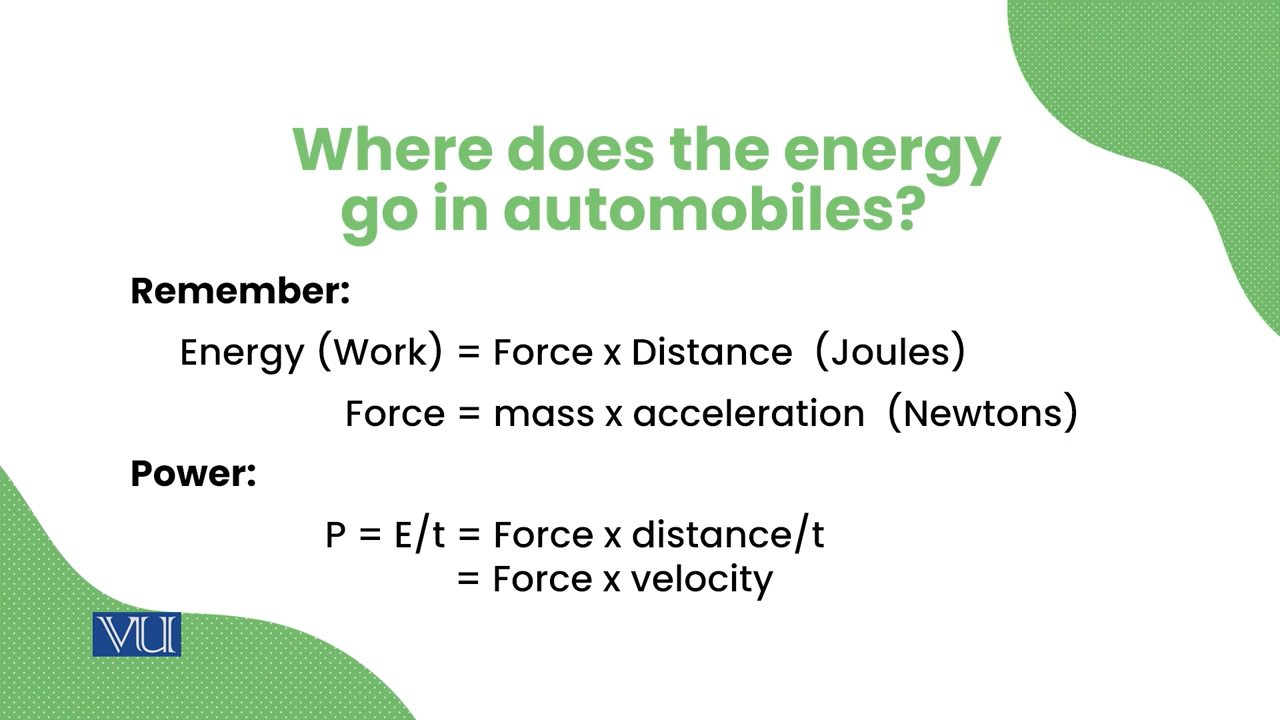 Where does the energy
go in automobiles?
Remember:
Energy (Work) = Force x Distance (Joules)
Force = mass x acceleration (Newtons)
Power:
P = E/t = Force x distance/t
= Force x velocity
VU